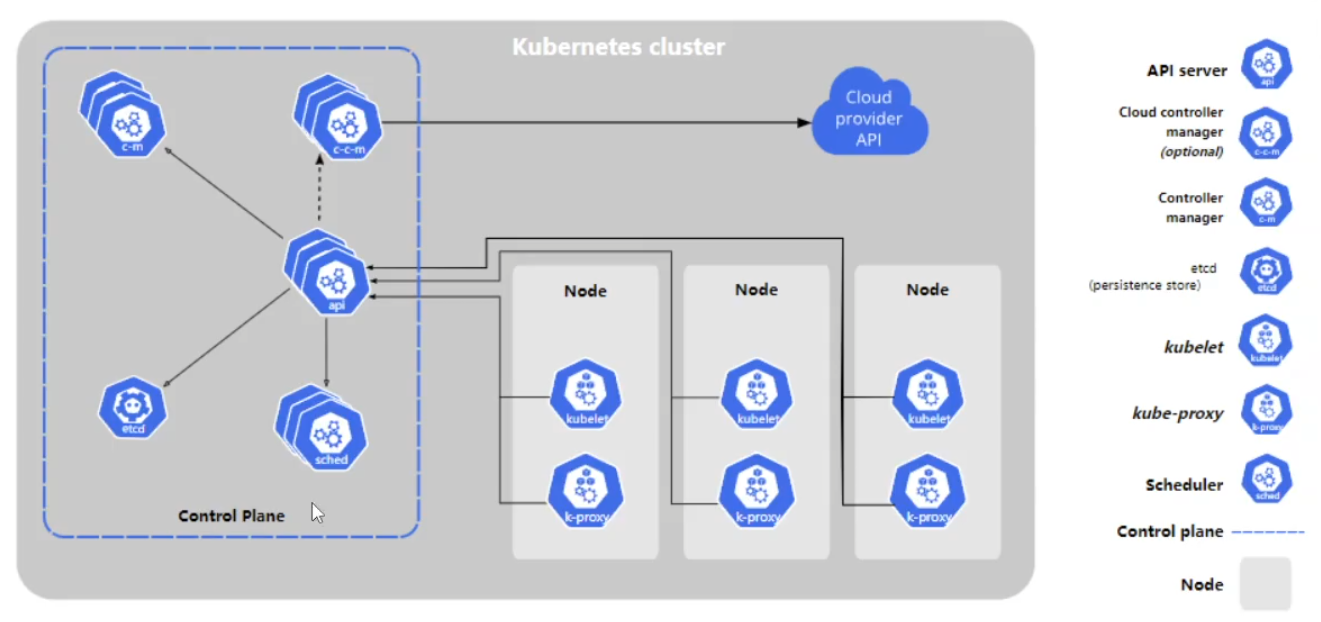 Kubernetes cluster
c-m
c-c-m
Cloud
provider
API
api
etcd
sched
Control Plane
Node
kubelet
k-proxy
Node
kubelet
k-proxy
Node
kubelet
k-proxy
API server
api
Cloud controller
manager
(optional)
c-c-m
Controller
manager
c-m
etcd
(persistence store)
etcd
kubelet
kubelet
kube-proxy
k-proxy
Scheduler
sched
Control plane
Node